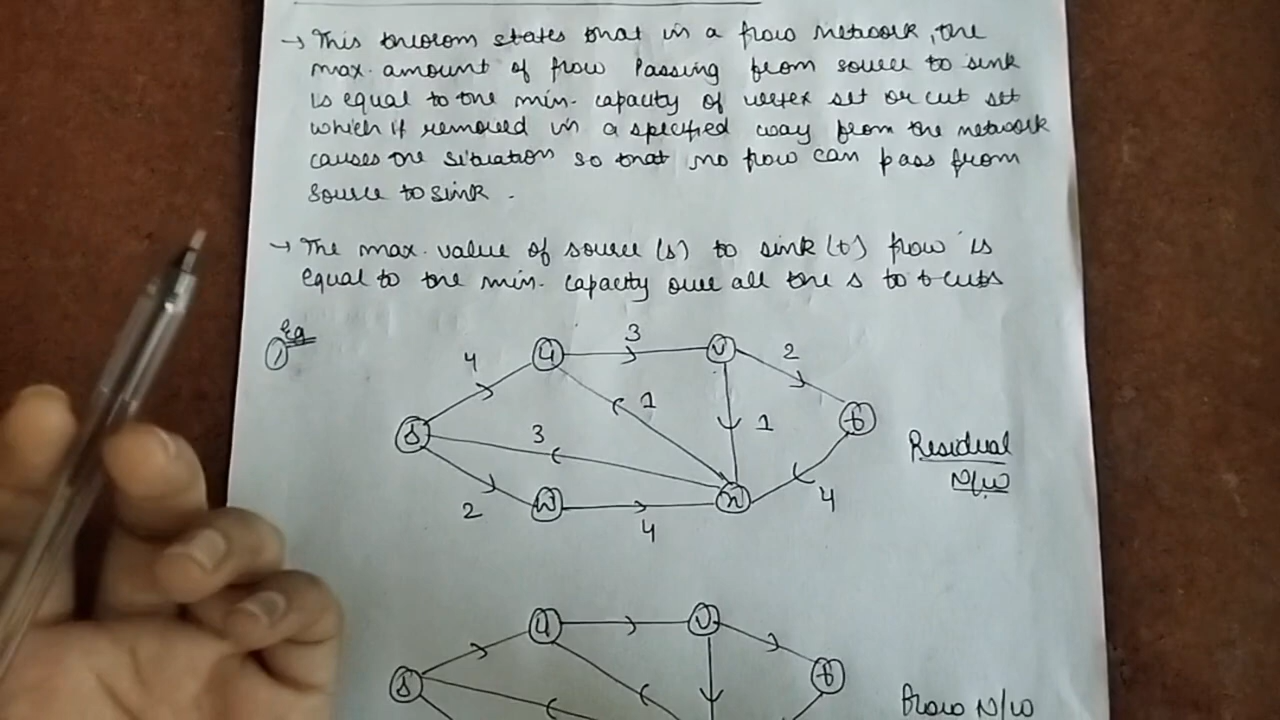 → This theorem states that in a flow network, the
max. amount of flow passing from source to sink
is equal to the min. capacity of vertex set or cut set
which if removed in a specified way from the network
causes the situation so that no flow can pass from
source to sink.
→ The max. value of source (s) to sink (t) flow is
equal to the min. capacity over all the s to t cuts
Eg
1)
4
u
3
v
2
1
s
3
1
t
Residual
N/w
2
w
4
x
4
u
v
s
t
Flow N/w